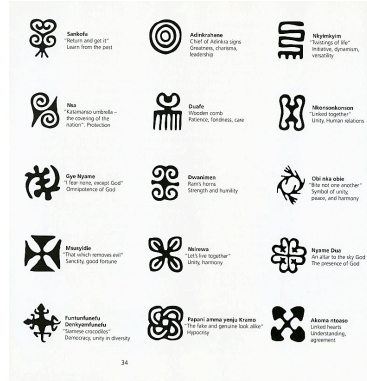 Sankofa
"Return and get it"
Learn from the past
Adinkrahene
Chief of Adinkra signs
Greatness, charisma,
leadership
Nkyimkyim
"Twistings of life"
Initiative, dynamism,
versatility
Nsa
"Katamanso umbrella –
the covering of the
nation". Protection
Duafe
Wooden comb
Patience, fondness, care
Nkonsonkonson
"Linked together"
Unity, Human relations
Gye Nyame
"I fear none, except God"
Omnipotence of God
Dwanimen
Ram's horns
Strength and humility
Obi nka obie
"Bite not one another"
Symbol of unity,
peace, and harmony
Msusyidie
"That which removes evil"
Sanctity, good fortune
Nsirewa
"Let's live together"
Unity, harmony
Nyame Dua
An altar to the sky God
The presence of God
Funtunfunefu
Denkyemfunefu
"Siamese crocodiles"
Democracy, unity in diversity
Papani amma yenju Kramo
"The fake and genuine look alike"
Hypocrisy
Akoma ntoaso
Linked hearts
Understanding,
agreement
34